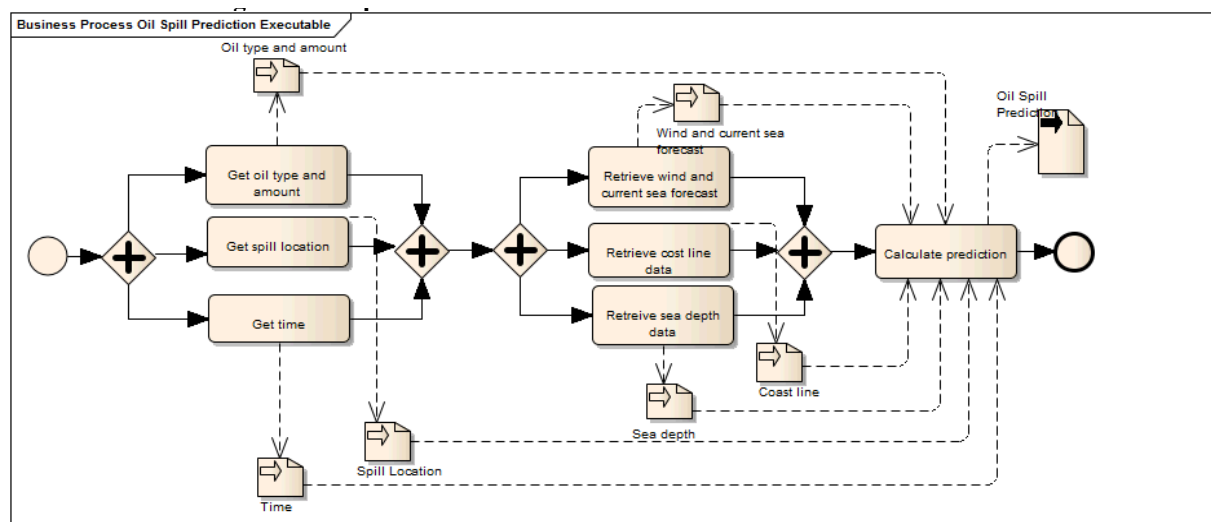 Business Process Oil Spill Prediction Executable
Oil type and amount
Oil Spill
Prediction
Wind and current sea
forecast
Get oil type and
amount
Retrieve wind and
current sea forecast
Get spill location
Retrieve cost line
data
Calculate prediction
Get time
Retreive sea depth
data
Coast line
Sea depth
Spill Location
Time